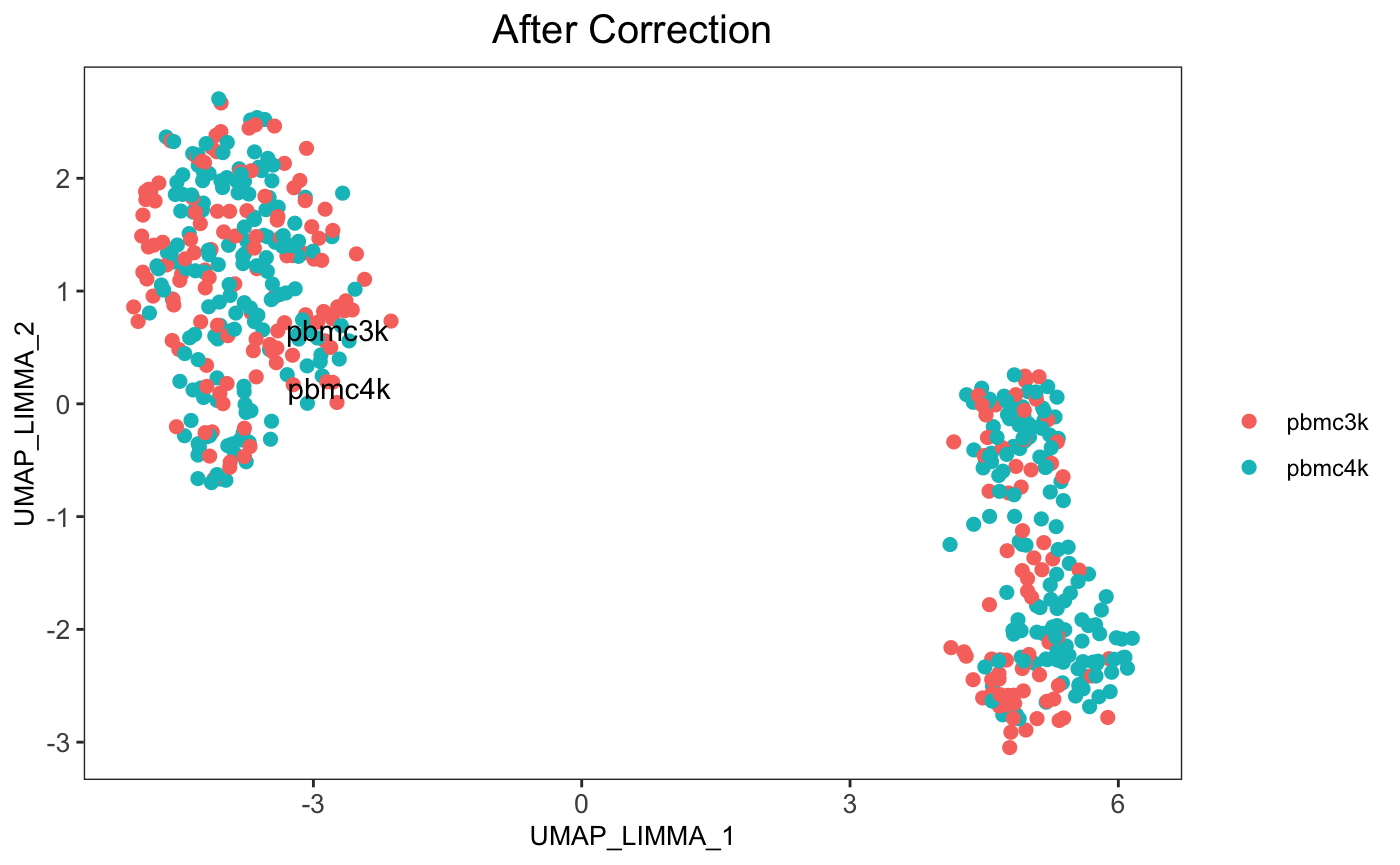 After Correction
UMAP_LIMMA_2
2
1
0
-1
-2
-3
pbmc3k
pbmc4k
-3
0
3
6
UMAP_LIMMA_1
pbmc3k
pbmc4k